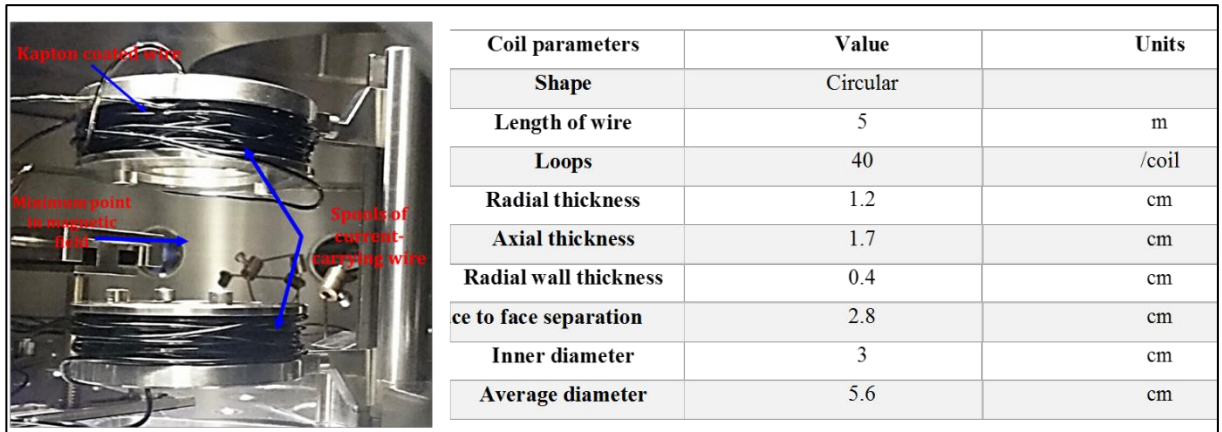 Kapton coated wire
Minimum point
in magnetic
field
Spools of
current-
carrying wire
Coil parameters Value Units
Shape Circular
Length of wire 5 m
Loops 40 /coil
Radial thickness 1.2 cm
Axial thickness 1.7 cm
Radial wall thickness 0.4 cm
ce to face separation 2.8 cm
Inner diameter 3 cm
Average diameter 5.6 cm